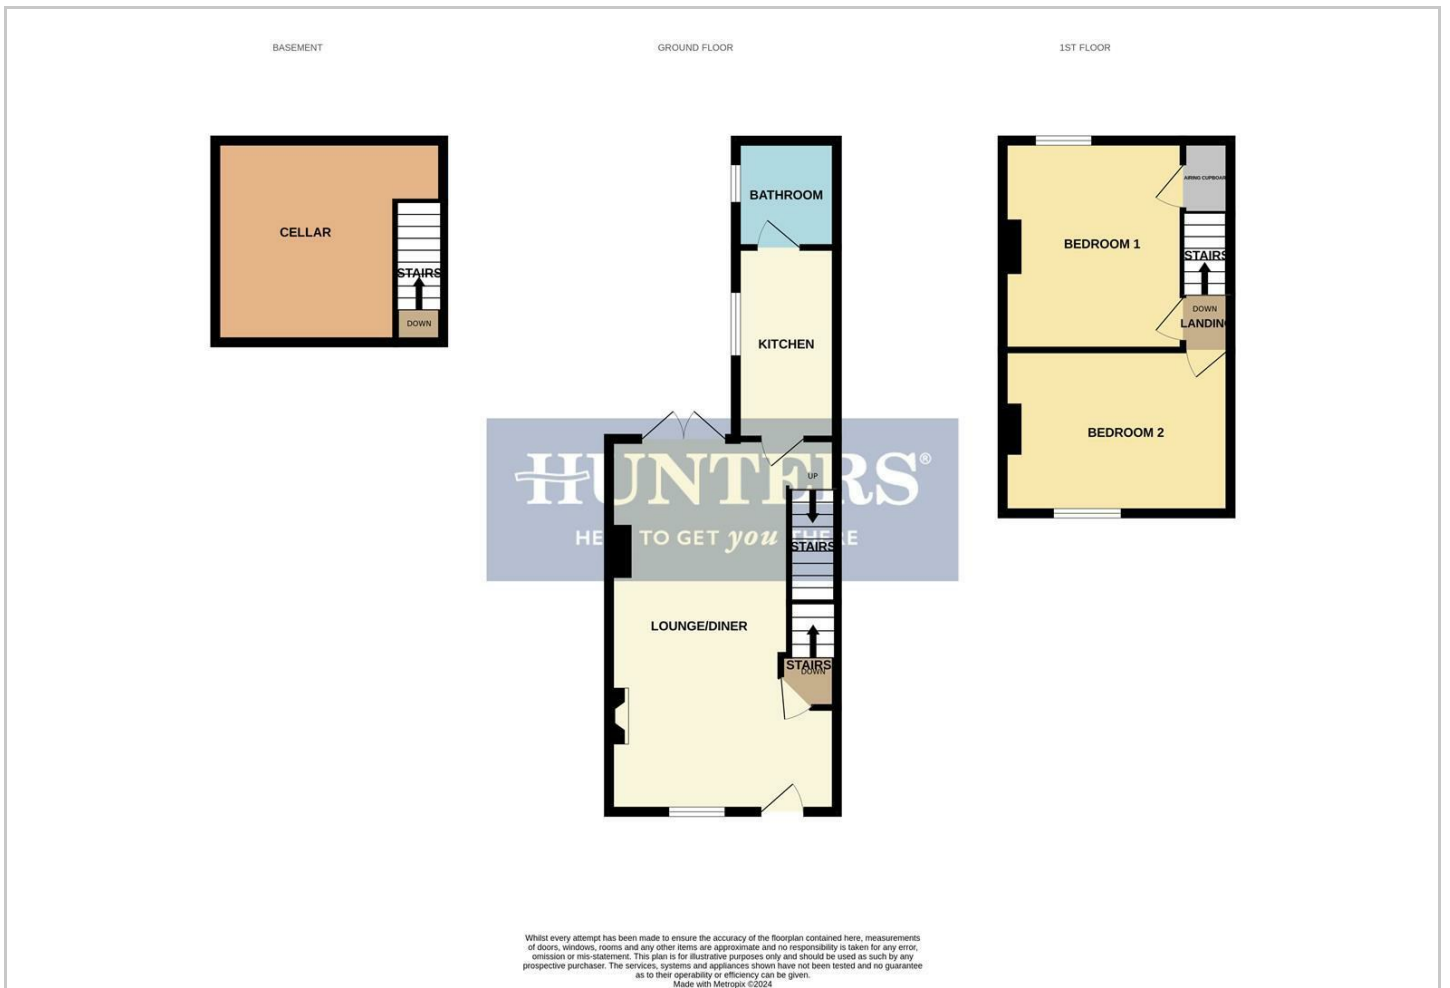 BASEMENT
GROUND FLOOR
1ST FLOOR
CELLAR
STAIRS
DOWN
BATHROOM
KITCHEN
UP
STAIRS
LOUNGE/DINER
STAIRS
DOWN
AIRING CUPBOAR
BEDROOM 1
STAIRS
DOWN
LANDING
BEDROOM 2
HUNTERS®
HE TO GET you THERE
Whilst every attempt has been made to ensure the accuracy of the floorplan contained here, measurements
of doors, windows, rooms and any other items are approximate and no responsibility is taken for any error,
omission or mis-statement. This plan is for illustrative purposes only and should be used as such by any
prospective purchaser. The services, systems and appliances shown have not been tested and no guarantee
as to their operability or efficiency can be given.
Made with Metropix ©2024